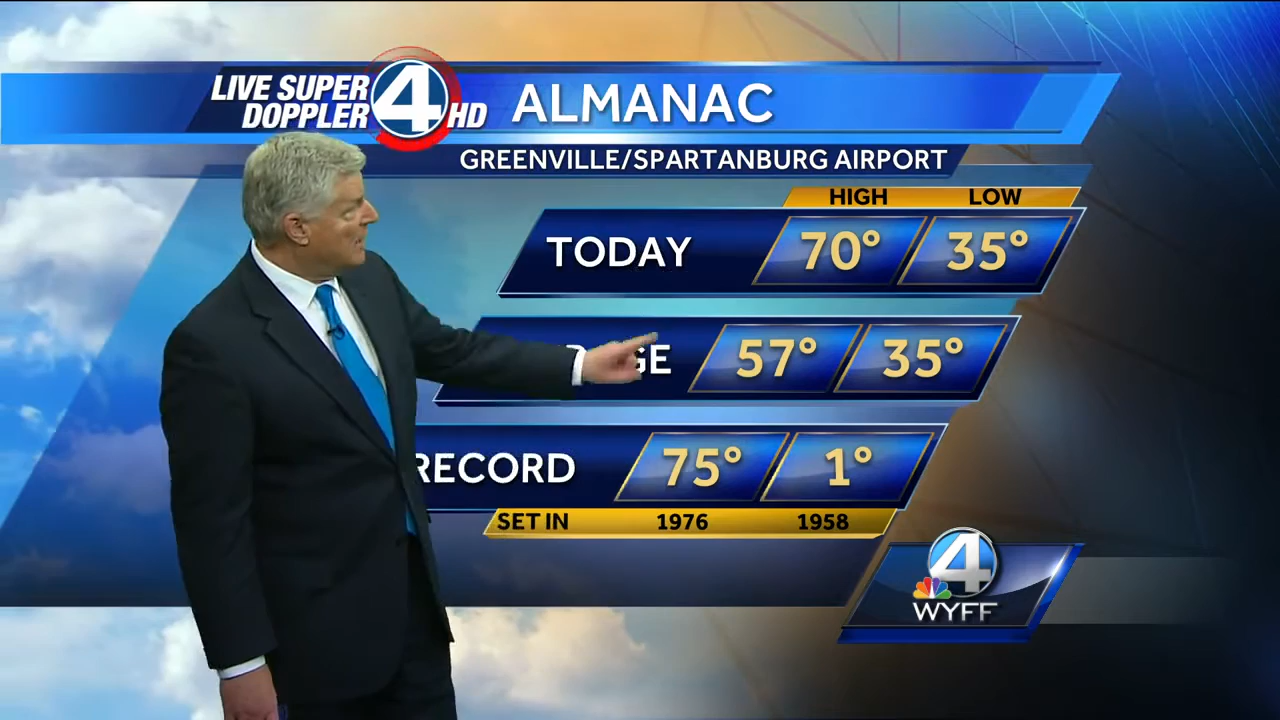 LIVE SUPER
DOPPLER 4 HD
ALMANAC
GREENVILLE/SPARTANBURG AIRPORT
HIGH LOW
TODAY 70° 35°
57° 35°
RECORD 75° 1°
SET IN 1976 1958
4
WYFF